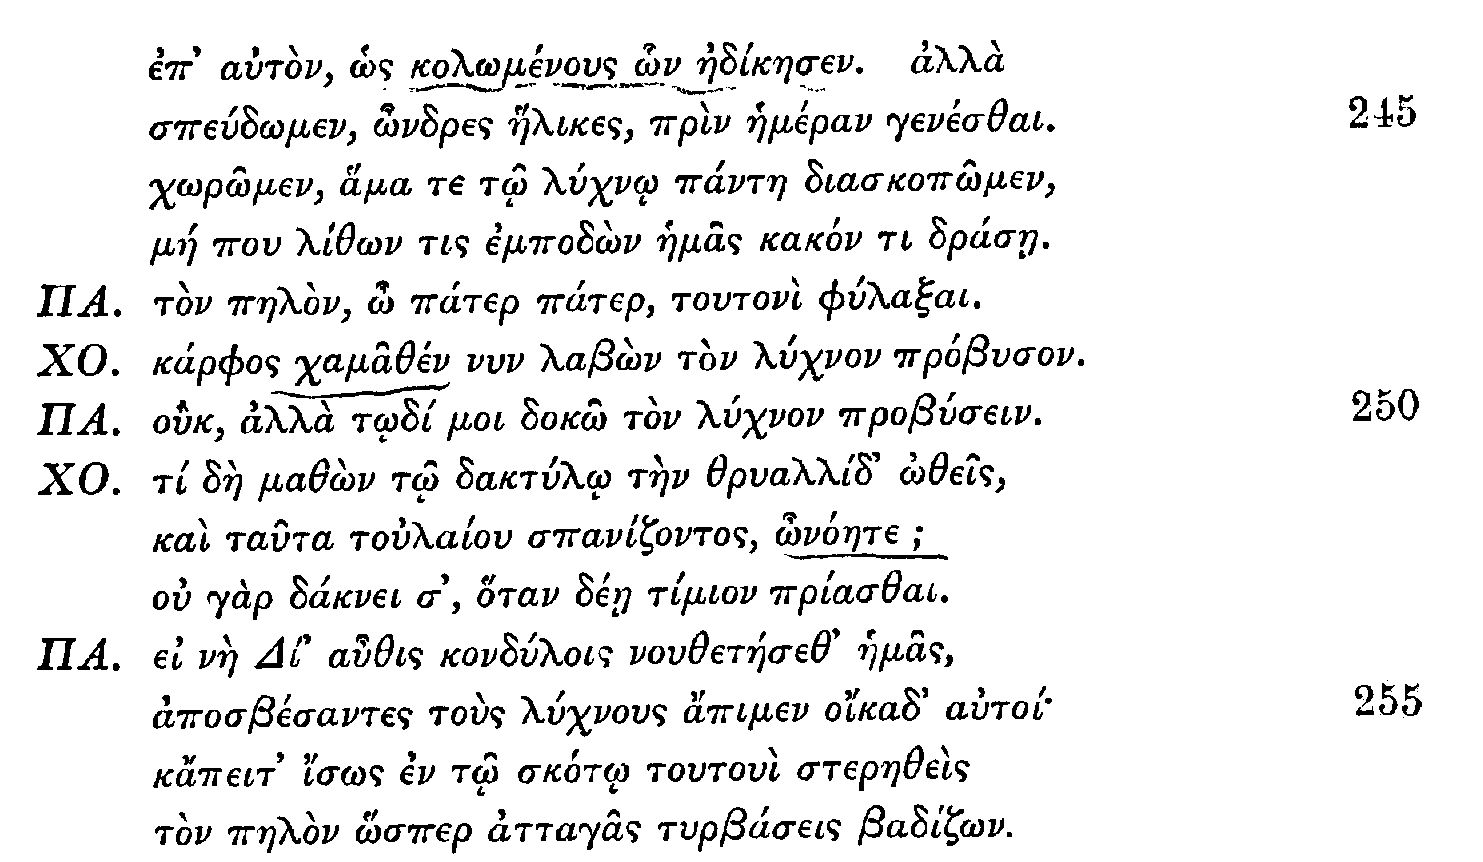 ἐπ’ αὐτὸν, ὡς κολωμένους ὧν ἠδίκησεν. ἀλλὰ
σπεύδωμεν, ὦνδρες ἥλικες, πρὶν ἡμέραν γενέσθαι. 245
χωρῶμεν, ἅμα τε τῷ λύχνῳ πάντη διασκοπῶμεν,
μή που λίθων τις ἐμποδὼν ἡμᾶς κακόν τι δράσῃ.
ΠΑ. τὸν πηλὸν, ὦ πάτερ πάτερ, τουτονὶ φύλαξαι.
ΧΟ. κάρφος χαμᾶθέν νυν λαβὼν τὸν λύχνον πρόβυσον.
ΠΑ. οὔκ, ἀλλὰ τῳδί μοι δοκῶ τὸν λύχνον προβύσειν. 250
ΧΟ. τί δὴ μαθὼν τῷ δακτύλῳ τὴν θρυαλλίδ’ ὠθεῖς,
καὶ ταῦτα τοὐλαίου σπανίζοντος, ὦνόητε ;
οὐ γὰρ δάκνει σ’, ὅταν δέῃ τίμιον πρίασθαι.
ΠΑ. εἰ νὴ Δί’ αὖθις κονδύλοις νουθετήσεθ’ ἡμᾶς,
ἀποσβέσαντες τοὺς λύχνους ἄπιμεν οἴκαδ’ αὐτοί· 255
κἄπειτ’ ἴσως ἐν τῷ σκότῳ τουτουὶ στερηθεὶς
τὸν πηλὸν ὥσπερ ἀτταγᾶς τυρβάσεις βαδίζων.